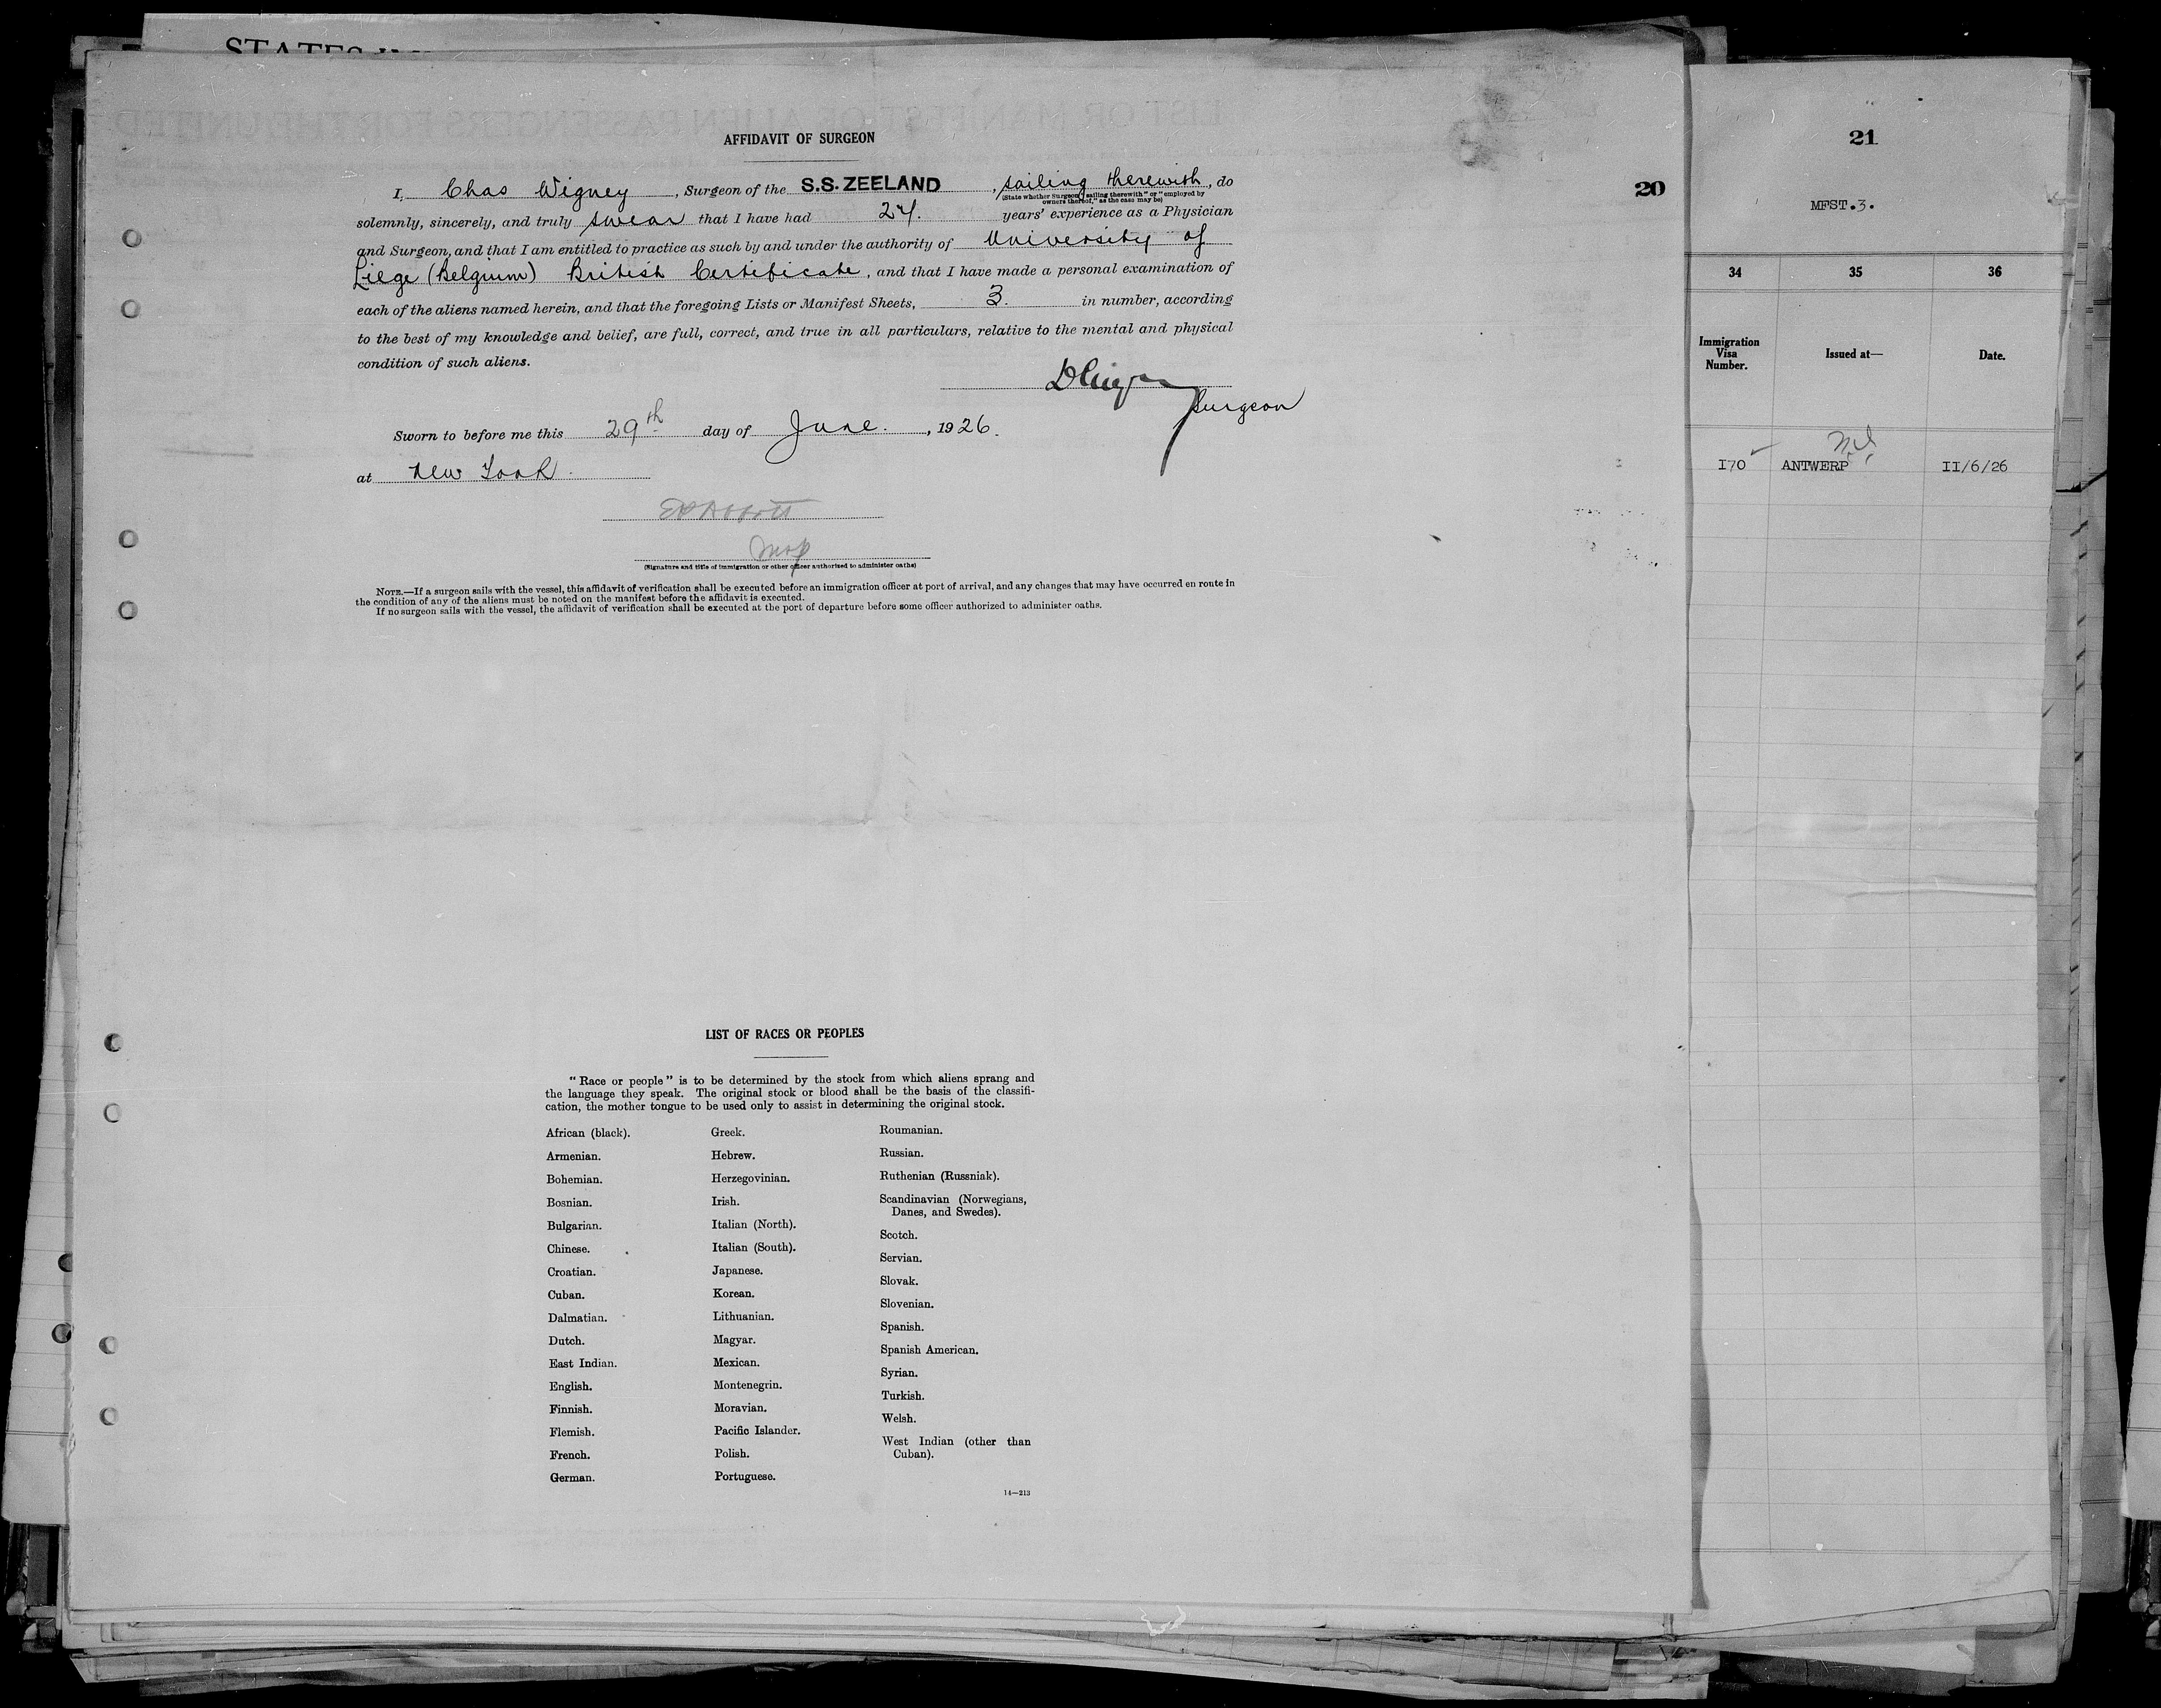 STATES
AFFIDAVIT OF SURGEON
I, Chas Wigney, Surgeon of the S.S. ZEELAND, sailing therewith, do
(State whether Surgeon "sailing therewith" or "employed by
owners thereof," as the case may be)
solemnly, sincerely, and truly swear that I have had 24. years' experience as a Physician
and Surgeon, and that I am entitled to practice as such by and under the authority of University of
Liege (Belgium) British Certificate, and that I have made a personal examination of
each of the aliens named herein, and that the foregoing Lists or Manifest Sheets, 3. in number, according
to the best of my knowledge and belief, are full, correct, and true in all particulars, relative to the mental and physical
condition of such aliens.
Surgeon
Sworn to before me this 29th day of June., 1926.
at New York.
(Signature and title of immigration or other officer authorized to administer oaths)
NOTE.—If a surgeon sails with the vessel, this affidavit of verification shall be executed before an immigration officer at port of arrival, and any changes that may have occurred en route in
the condition of any of the aliens must be noted on the manifest before the affidavit is executed.
If no surgeon sails with the vessel, the affidavit of verification shall be executed at the port of departure before some officer authorized to administer oaths.
20
LIST OF RACES OR PEOPLES
"Race or people" is to be determined by the stock from which aliens sprang and
the language they speak. The original stock or blood shall be the basis of the classifi-
cation, the mother tongue to be used only to assist in determining the original stock.
African (black).
Armenian.
Bohemian.
Bosnian.
Bulgarian.
Chinese.
Croatian.
Cuban.
Dalmatian.
Dutch.
East Indian.
English.
Finnish.
Flemish.
French.
German.
Greek.
Hebrew.
Herzegovinian.
Irish.
Italian (North).
Italian (South).
Japanese.
Korean.
Lithuanian.
Magyar.
Mexican.
Montenegrin.
Moravian.
Pacific Islander.
Polish.
Portuguese.
Roumanian.
Russian.
Ruthenian (Russniak).
Scandinavian (Norwegians,
Danes, and Swedes).
Scotch.
Servian.
Slovak.
Slovenian.
Spanish.
Spanish American.
Syrian.
Turkish.
Welsh.
West Indian (other than
Cuban).
14—213
21
MFST.3.
34 35 36
Immigration
Visa
Number.
Issued at—
Date.
I70 ANTWERP II/6/26